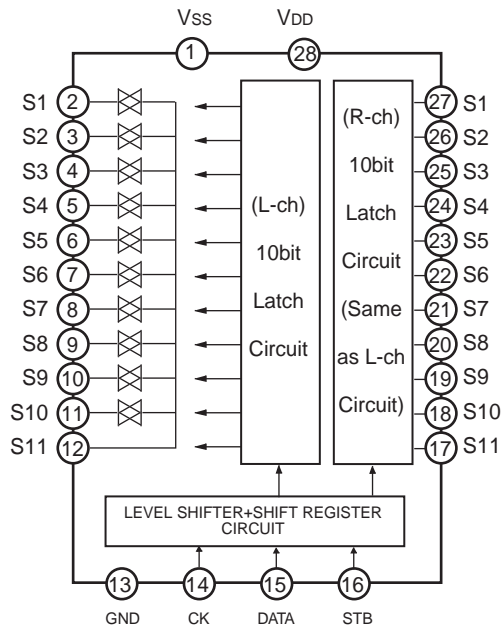 VSS VDD
1 28
S1 2 27 S1
S2 3 26 S2
S3 4 25 S3
S4 5 24 S4
S5 6 23 S5
S6 7 22 S6
S7 8 21 S7
S8 9 20 S8
S9 10 19 S9
S10 11 18 S10
S11 12 17 S11
(L-ch)
10bit
Latch
Circuit
(R-ch)
10bit
Latch
Circuit
(Same
as L-ch
Circuit)
LEVEL SHIFTER+SHIFT REGISTER
CIRCUIT
13 14 15 16
GND CK DATA STB